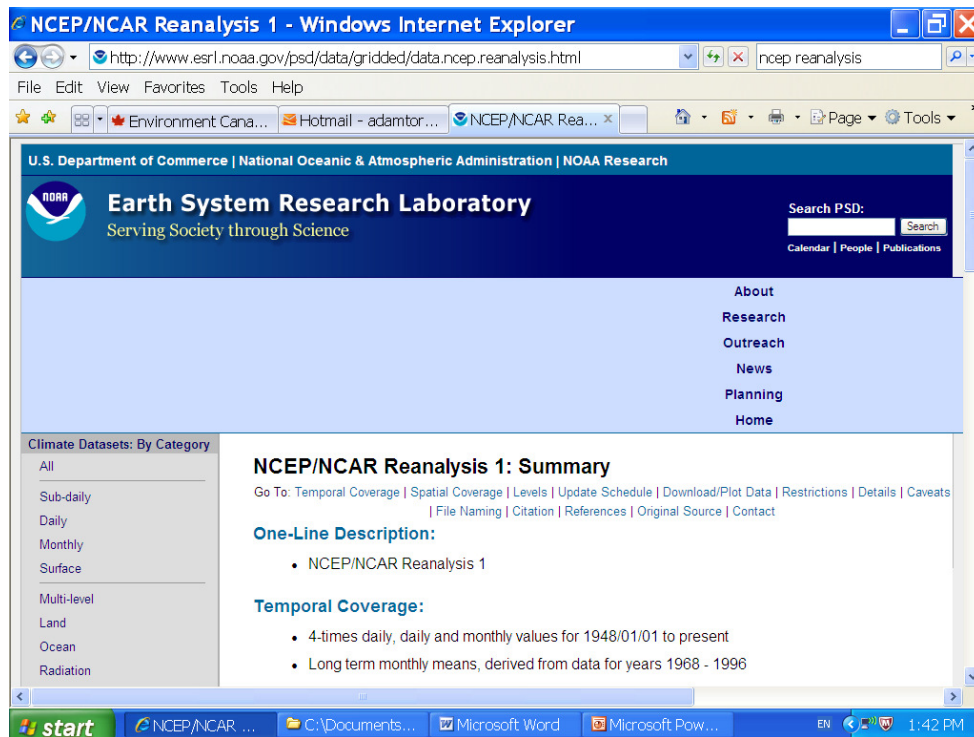 NCEP/NCAR Reanalysis 1 - Windows Internet Explorer
http://www.esrl.noaa.gov/psd/data/gridded/data.ncep.reanalysis.html
ncep reanalysis
File Edit View Favorites Tools Help
Environment Cana...
Hotmail - adamtor...
NCEP/NCAR Rea...
Page
Tools
U.S. Department of Commerce | National Oceanic & Atmospheric Administration | NOAA Research
NOAA
Earth System Research Laboratory
Serving Society through Science
Search PSD:
Search
Calendar | People | Publications
About
Research
Outreach
News
Planning
Home
Climate Datasets: By Category
All
Sub-daily
Daily
Monthly
Surface
Multi-level
Land
Ocean
Radiation
NCEP/NCAR Reanalysis 1: Summary
Go To: Temporal Coverage | Spatial Coverage | Levels | Update Schedule | Download/Plot Data | Restrictions | Details | Caveats
| File Naming | Citation | References | Original Source | Contact
One-Line Description:
• NCEP/NCAR Reanalysis 1
Temporal Coverage:
• 4-times daily, daily and monthly values for 1948/01/01 to present
• Long term monthly means, derived from data for years 1968 - 1996
start
NCEP/NCAR ...
C:\Documents...
Microsoft Word
Microsoft Pow...
EN
1:42 PM